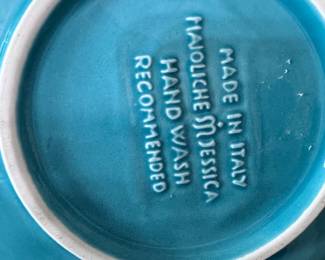 MADE IN ITALY
MAIOLICHE JESSICA
HAND WASH
RECOMMENDED